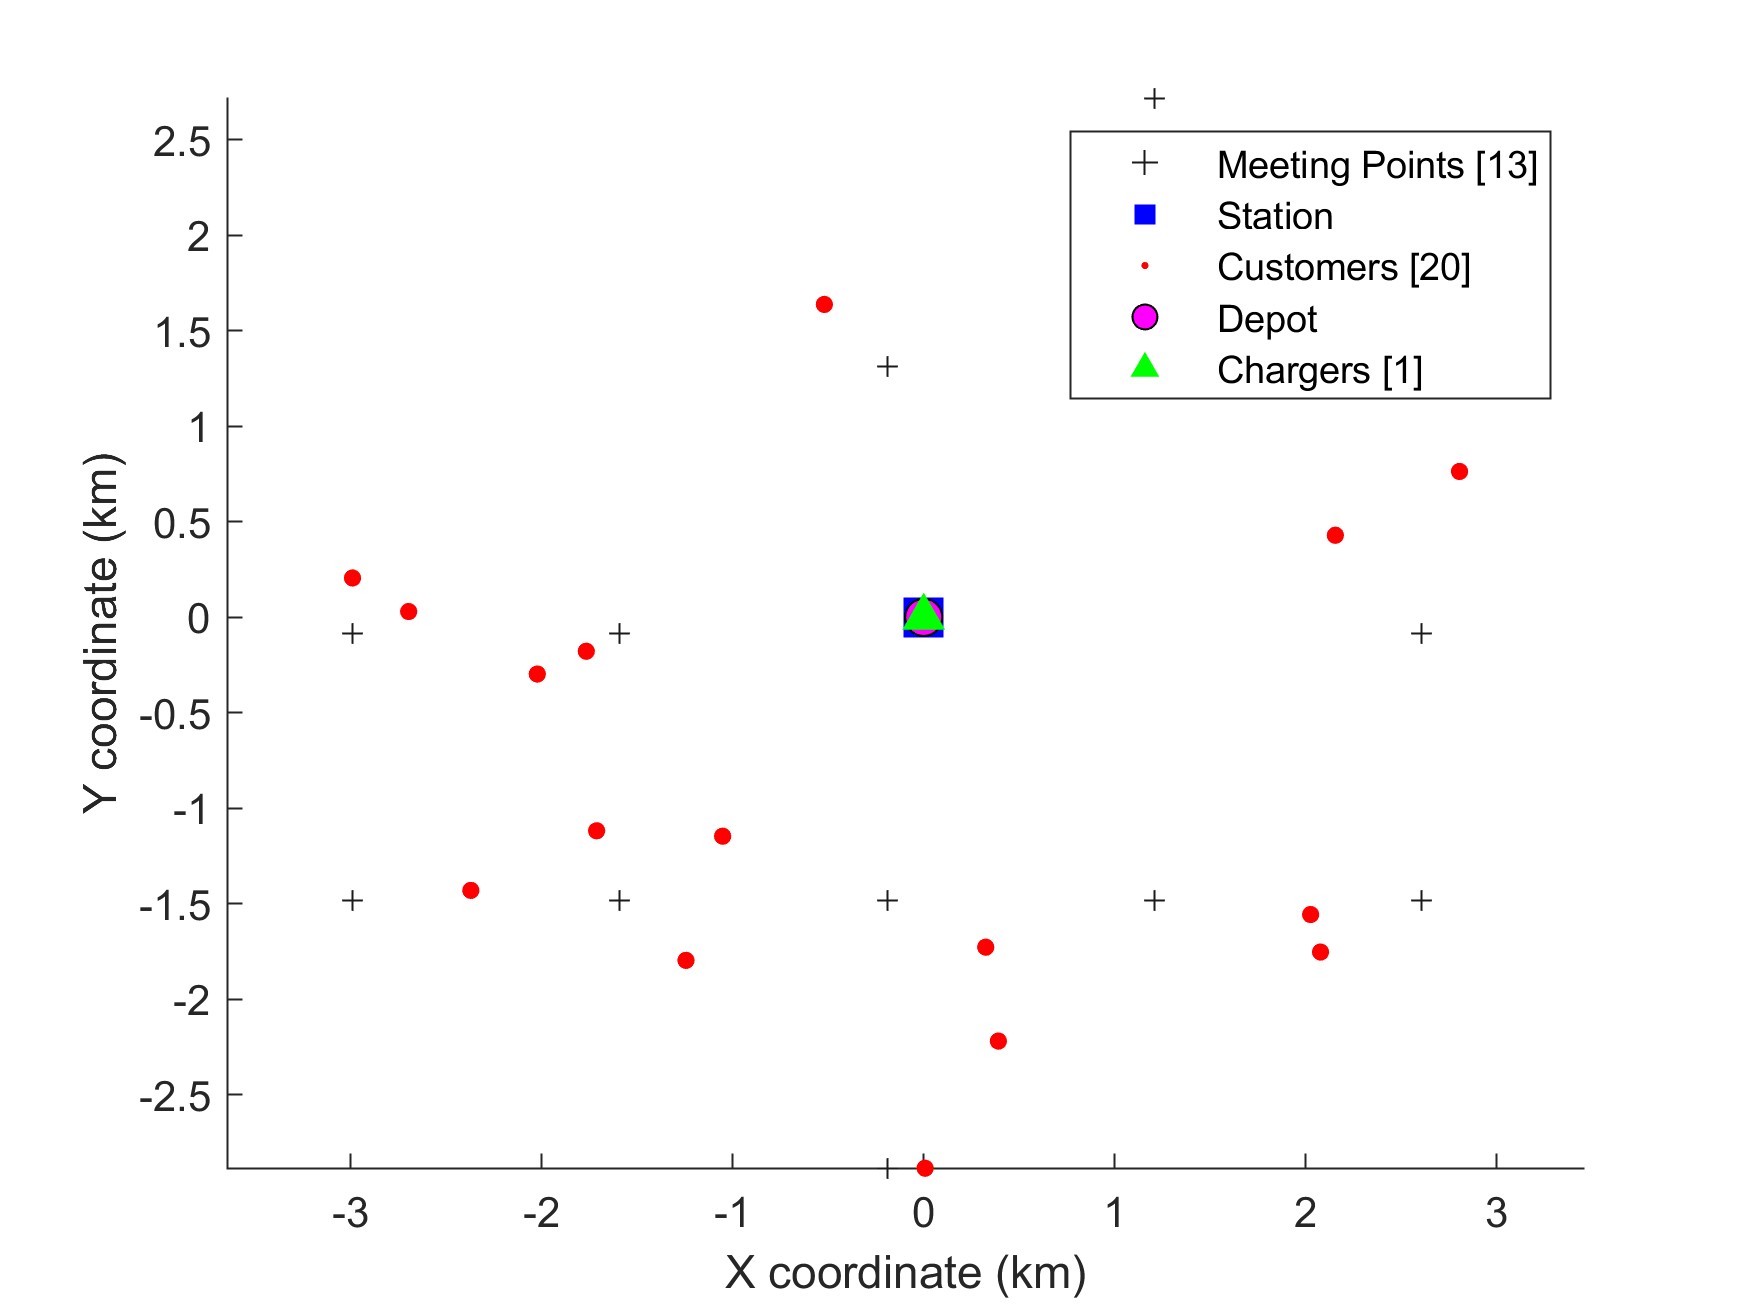 2.5
2
1.5
1
0.5
0
-0.5
-1
-1.5
-2
-2.5
Y coordinate (km)
Meeting Points [13]
Station
Customers [20]
Depot
Chargers [1]
-3 -2 -1 0 1 2 3
X coordinate (km)